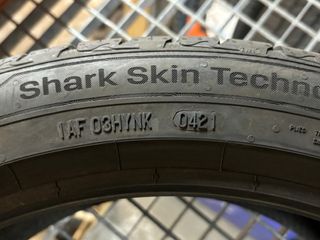 Shark Skin Techno
1AF 03HYNK 0421